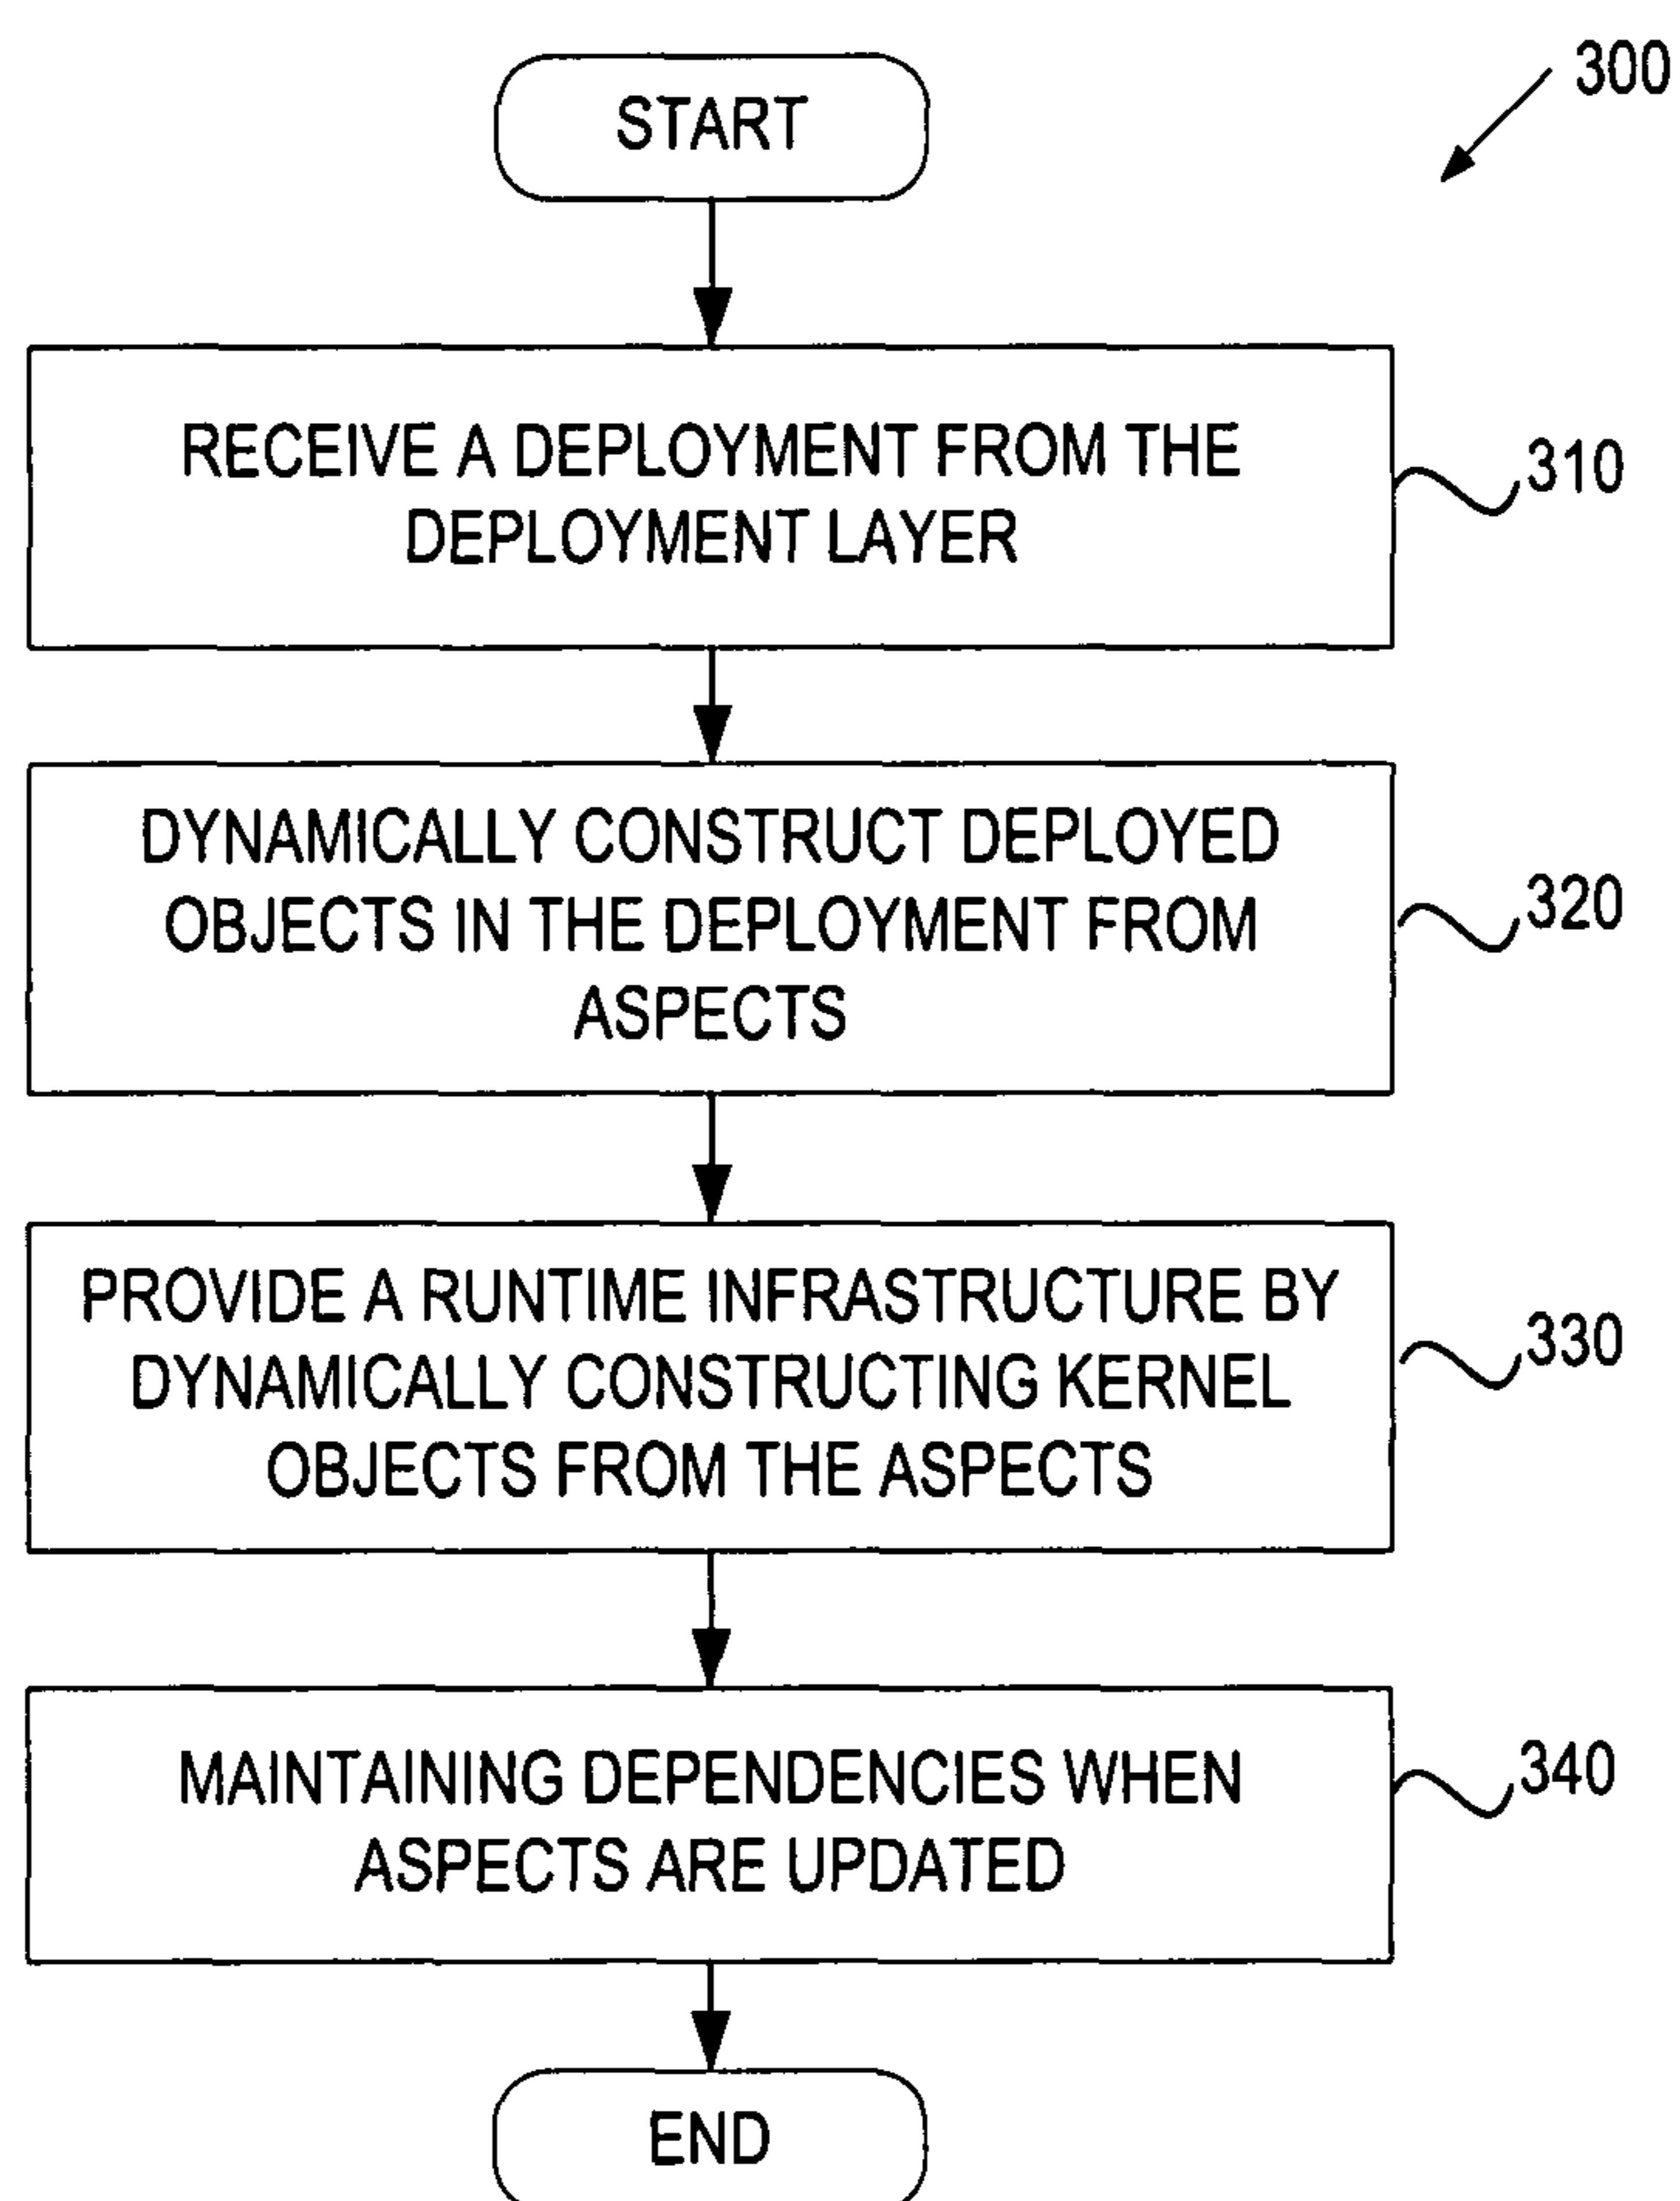 300
START
RECEIVE A DEPLOYMENT FROM THE
DEPLOYMENT LAYER
310
DYNAMICALLY CONSTRUCT DEPLOYED
OBJECTS IN THE DEPLOYMENT FROM
ASPECTS
320
PROVIDE A RUNTIME INFRASTRUCTURE BY
DYNAMICALLY CONSTRUCTING KERNEL
OBJECTS FROM THE ASPECTS
330
MAINTAINING DEPENDENCIES WHEN
ASPECTS ARE UPDATED
340
END